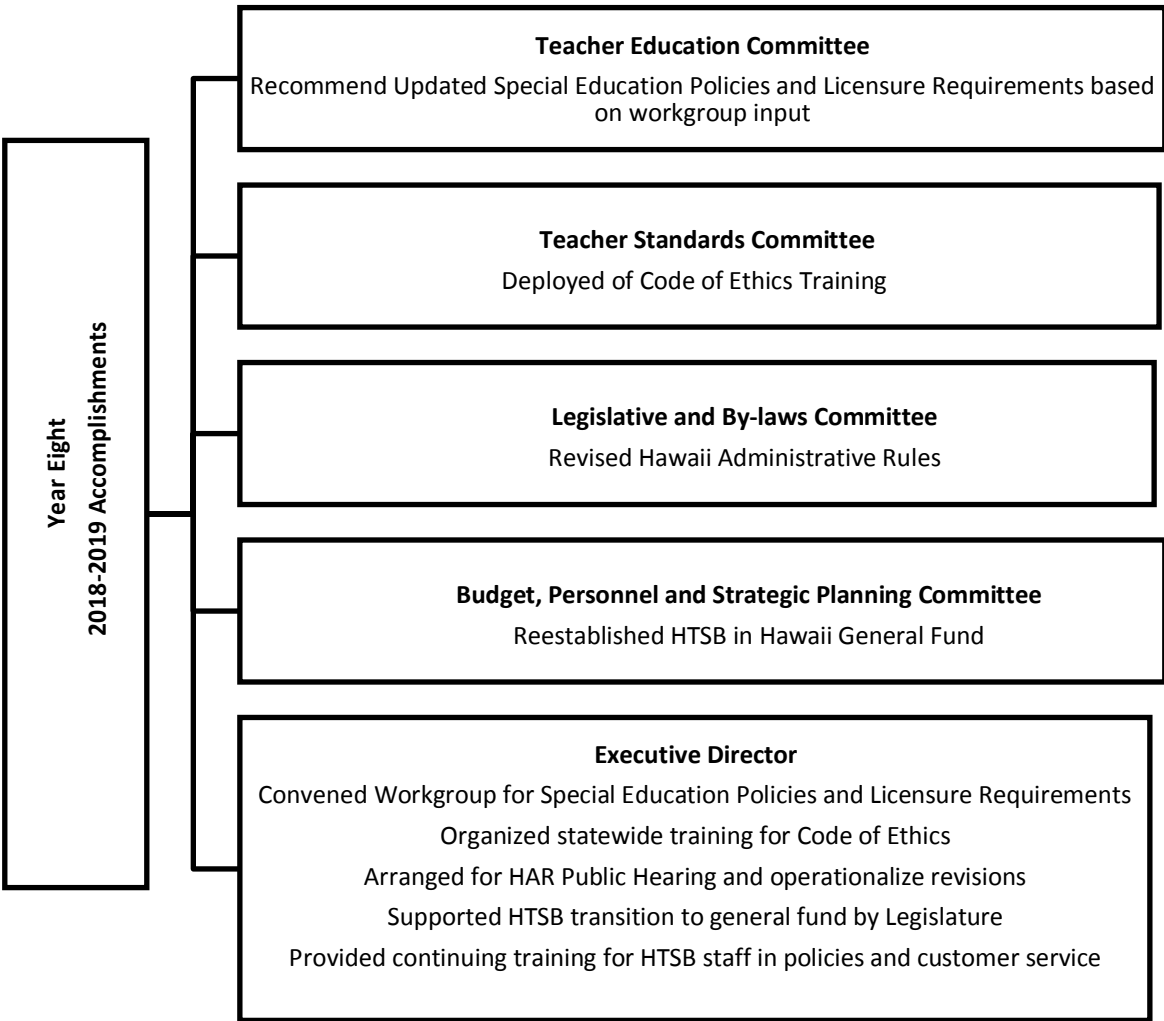 Year Eight
2018-2019 Accomplishments
Teacher Education Committee
Recommend Updated Special Education Policies and Licensure Requirements based
on workgroup input
Teacher Standards Committee
Deployed of Code of Ethics Training
Legislative and By-laws Committee
Revised Hawaii Administrative Rules
Budget, Personnel and Strategic Planning Committee
Reestablished HTSB in Hawaii General Fund
Executive Director
Convened Workgroup for Special Education Policies and Licensure Requirements
Organized statewide training for Code of Ethics
Arranged for HAR Public Hearing and operationalize revisions
Supported HTSB transition to general fund by Legislature
Provided continuing training for HTSB staff in policies and customer service